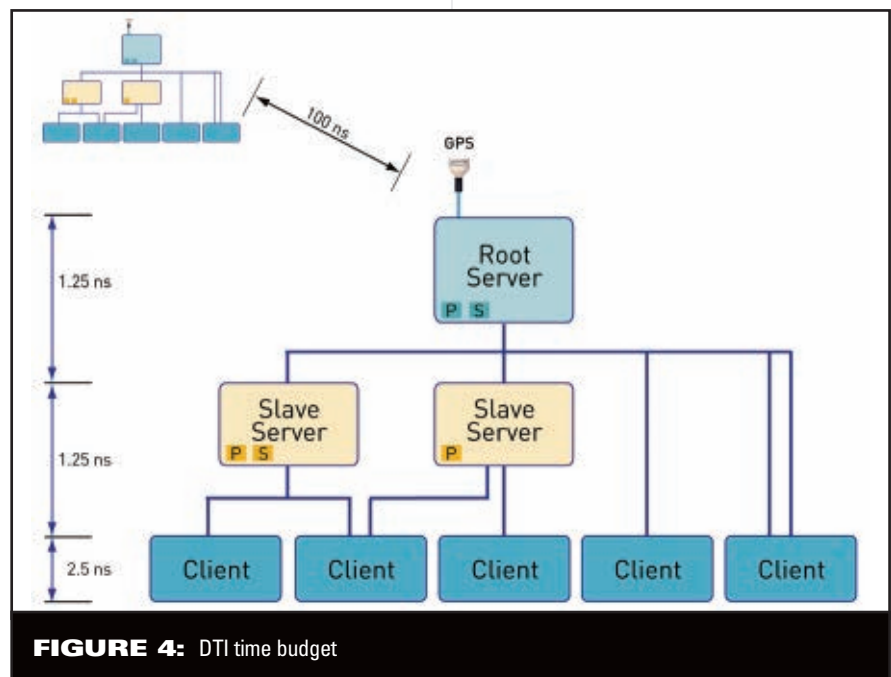 100 ns
GPS
Root
Server
P S
1.25 ns
Slave
Server
P S
Slave
Server
P
1.25 ns
2.5 ns
Client
Client
Client
Client
Client
FIGURE 4: DTI time budget